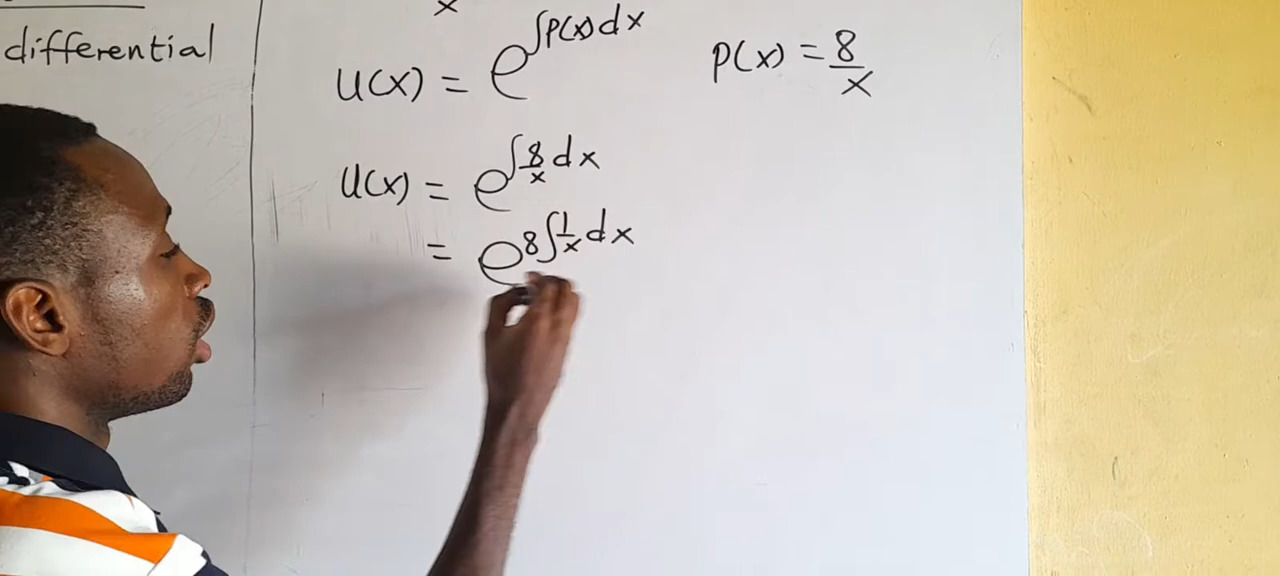 differential
x
U(x) = e^∫P(x)dx
P(x) = 8/x
U(x) = e^∫8/x dx
= e^8∫1/x dx